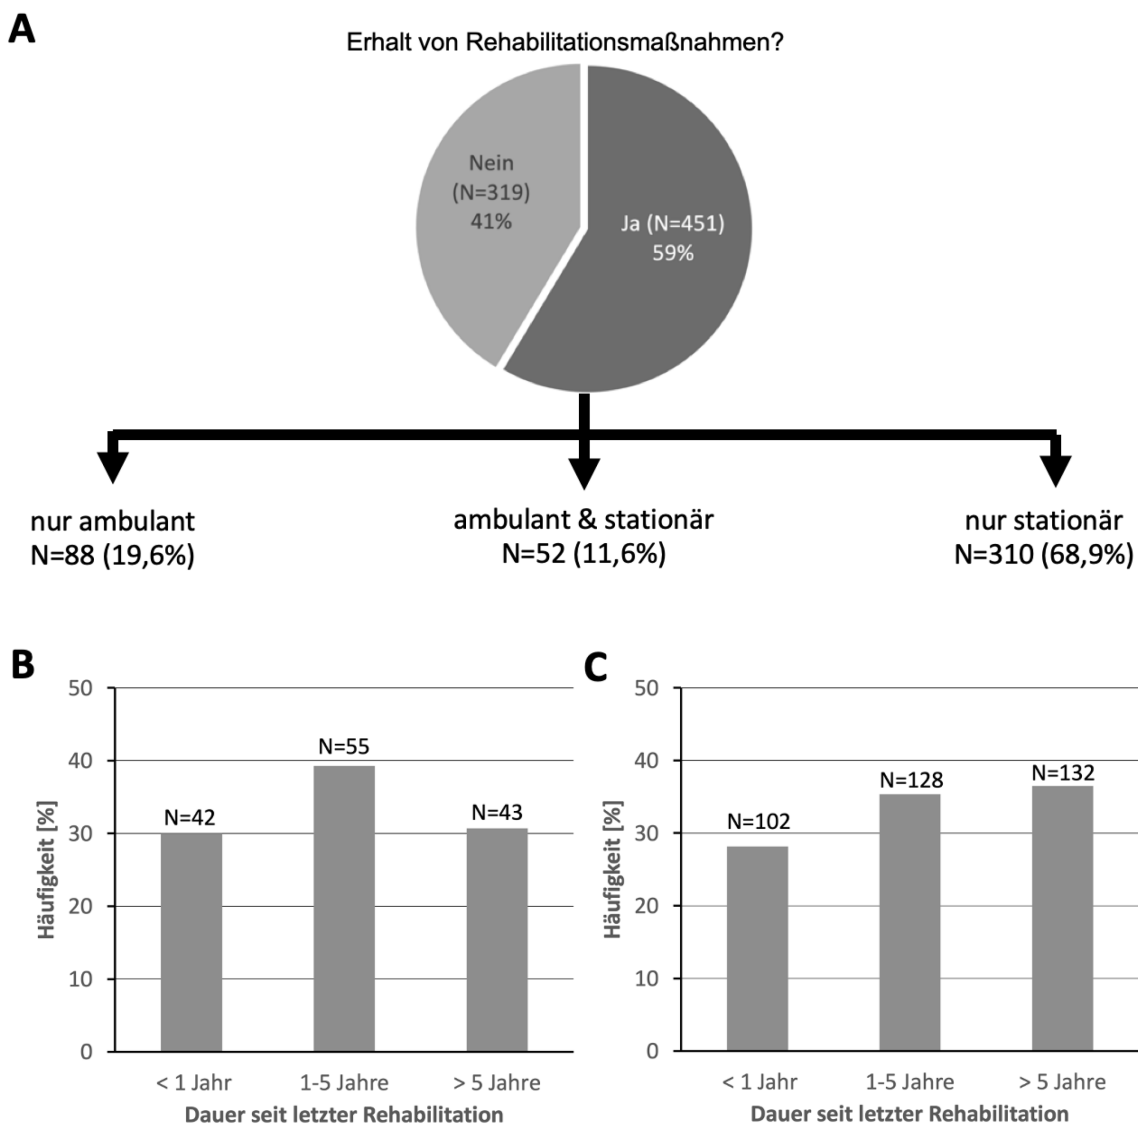 A
Erhalt von Rehabilitationsmaßnahmen?
Nein
(N=319)
41%
Ja (N=451)
59%
nur ambulant
N=88 (19,6%)
ambulant & stationär
N=52 (11,6%)
nur stationär
N=310 (68,9%)
B
Häufigkeit [%]
50
40
30
20
10
0
N=42
N=55
N=43
< 1 Jahr
1-5 Jahre
> 5 Jahre
Dauer seit letzter Rehabilitation
C
Häufigkeit [%]
50
40
30
20
10
0
N=102
N=128
N=132
< 1 Jahr
1-5 Jahre
> 5 Jahre
Dauer seit letzter Rehabilitation